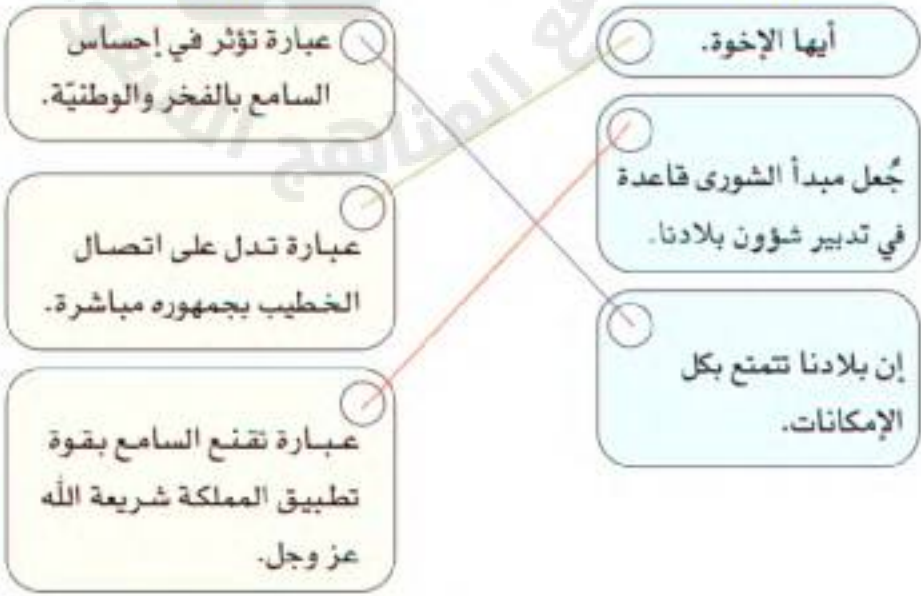 أيها الإخوة.
جُعل مبدأ الشورى قاعدة
في تدبير شؤون بلادنا.
إن بلادنا تتمتع بكل
الإمكانات.
عبارة تؤثر في إحساس
السامع بالفخر والوطنيّة.
عبارة تدل على اتصال
الخطيب بجمهوره مباشرة.
عبارة تقنع السامع بقوة
تطبيق المملكة شريعة الله
عز وجل.
المناهج